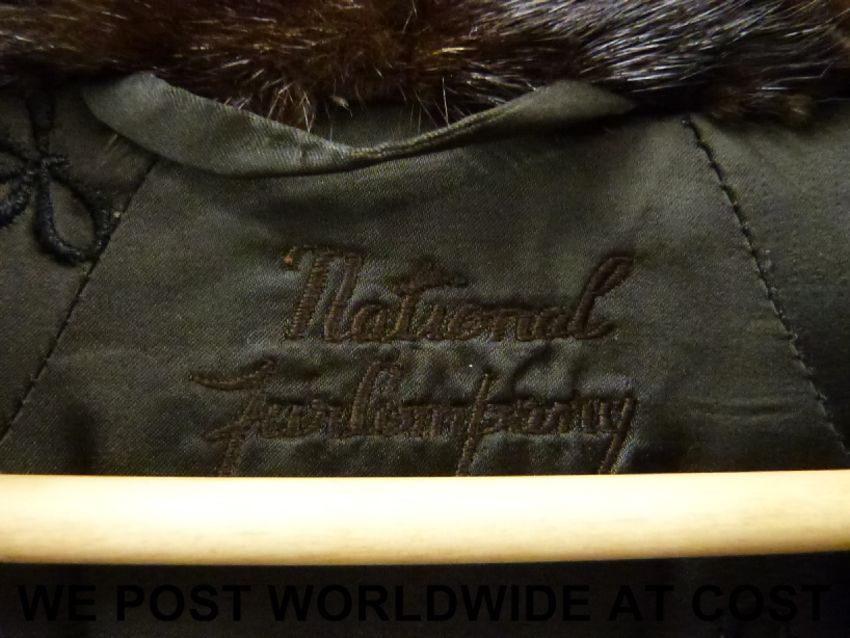 National
Fur Company
WE POST WORLDWIDE AT COST